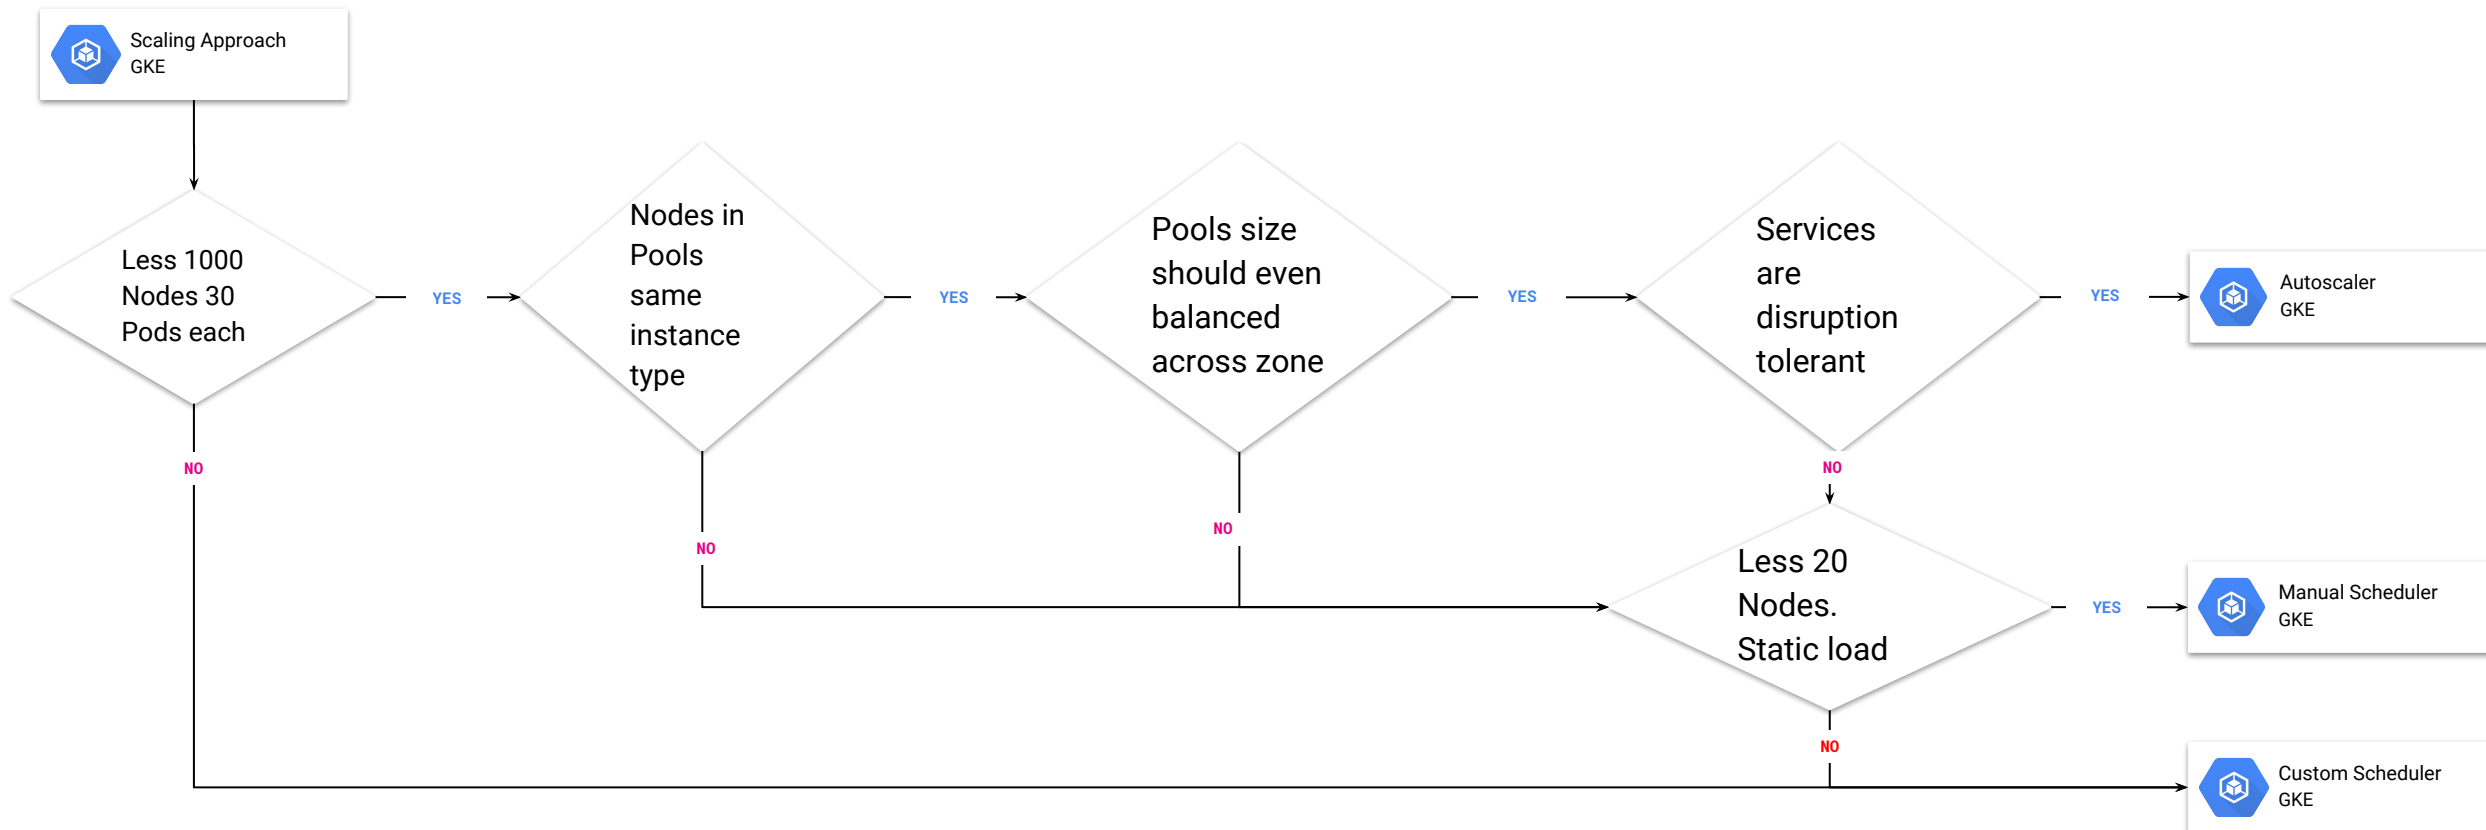 Scaling Approach
GKE
Less 1000
Nodes 30
Pods each
YES
Nodes in
Pools
same
instance
type
YES
Pools size
should even
balanced
across zone
YES
Services
are
disruption
tolerant
YES
Autoscaler
GKE
NO
NO
NO
NO
Less 20
Nodes.
Static load
YES
Manual Scheduler
GKE
NO
Custom Scheduler
GKE